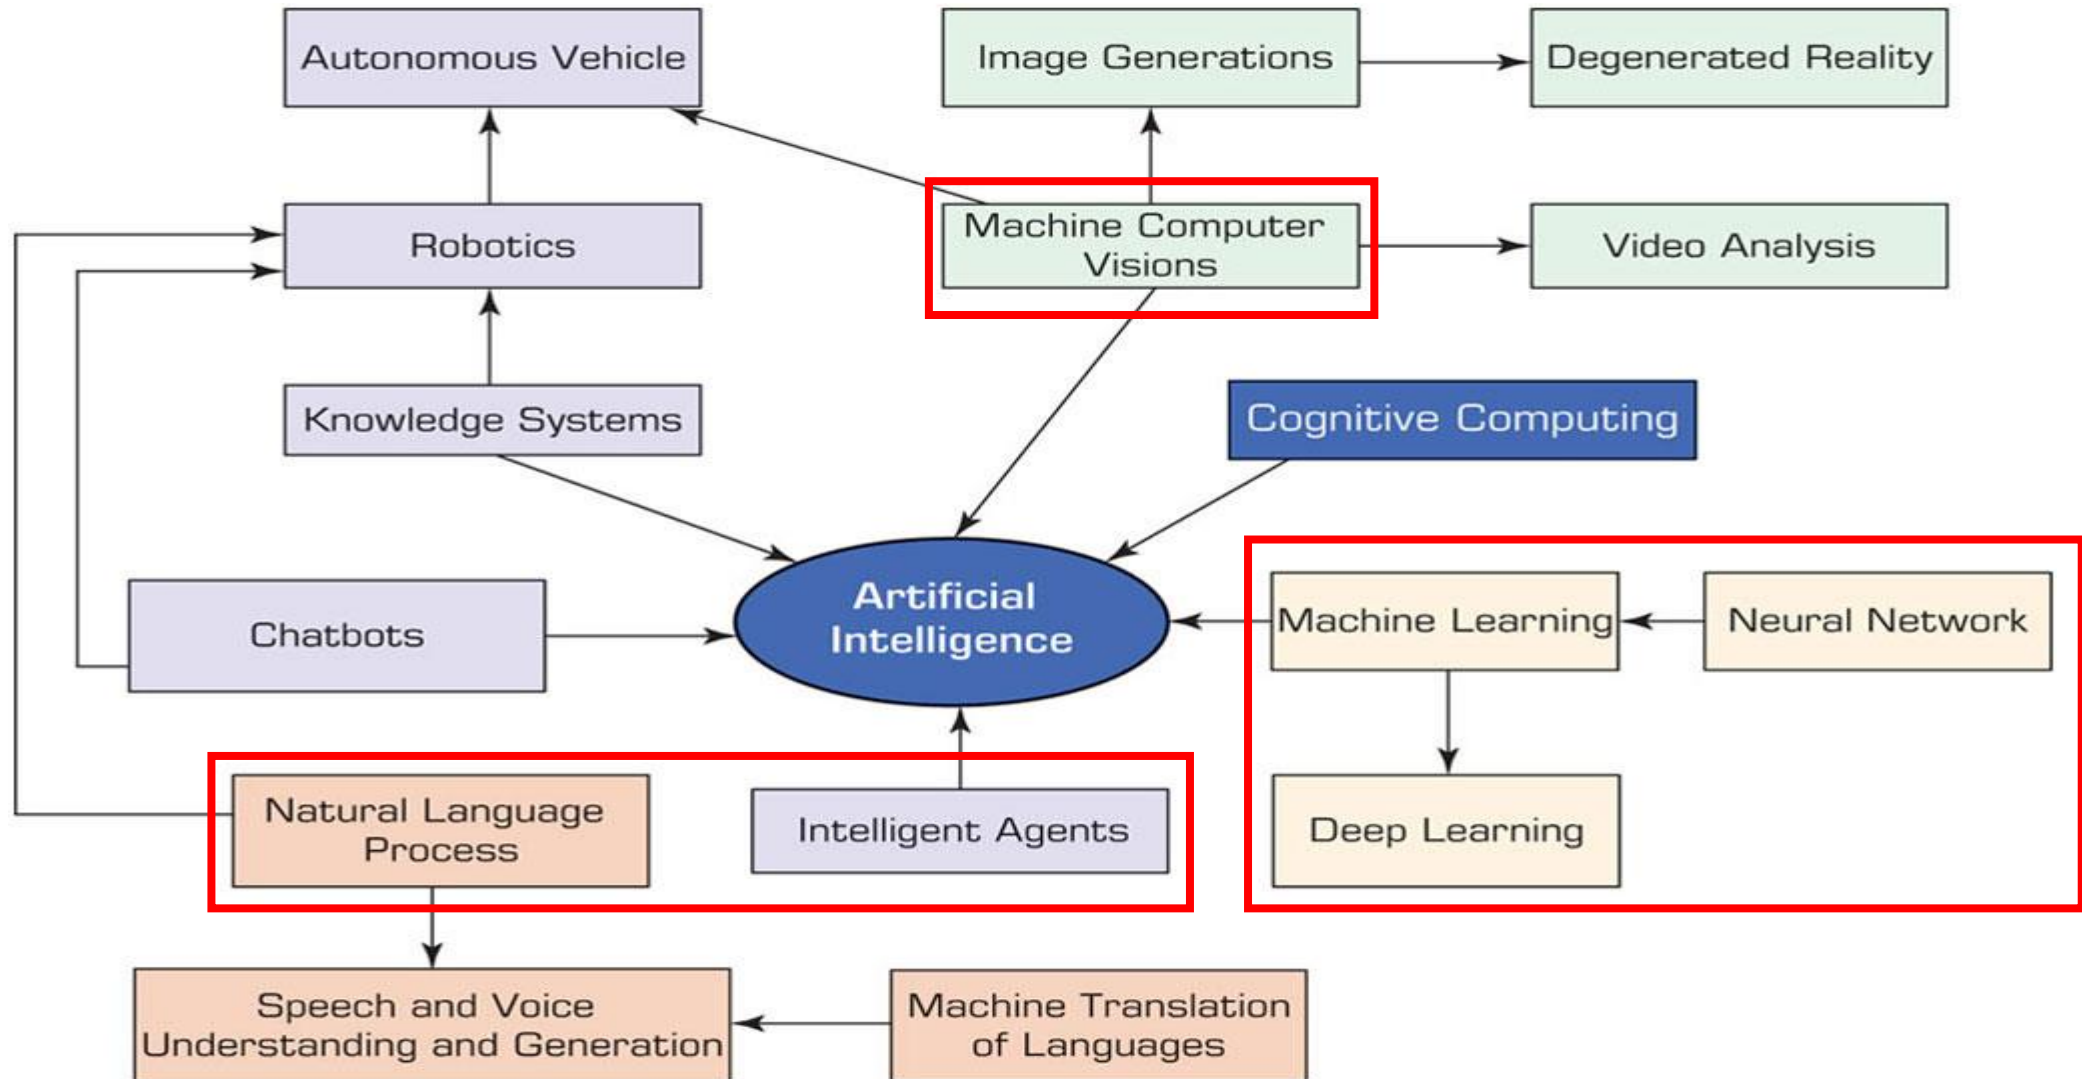 Autonomous Vehicle
Image Generations
Degenerated Reality
Robotics
Machine Computer
Visions
Video Analysis
Knowledge Systems
Cognitive Computing
Artificial
Intelligence
Chatbots
Machine Learning
Neural Network
Natural Language
Process
Intelligent Agents
Deep Learning
Speech and Voice
Understanding and Generation
Machine Translation
of Languages